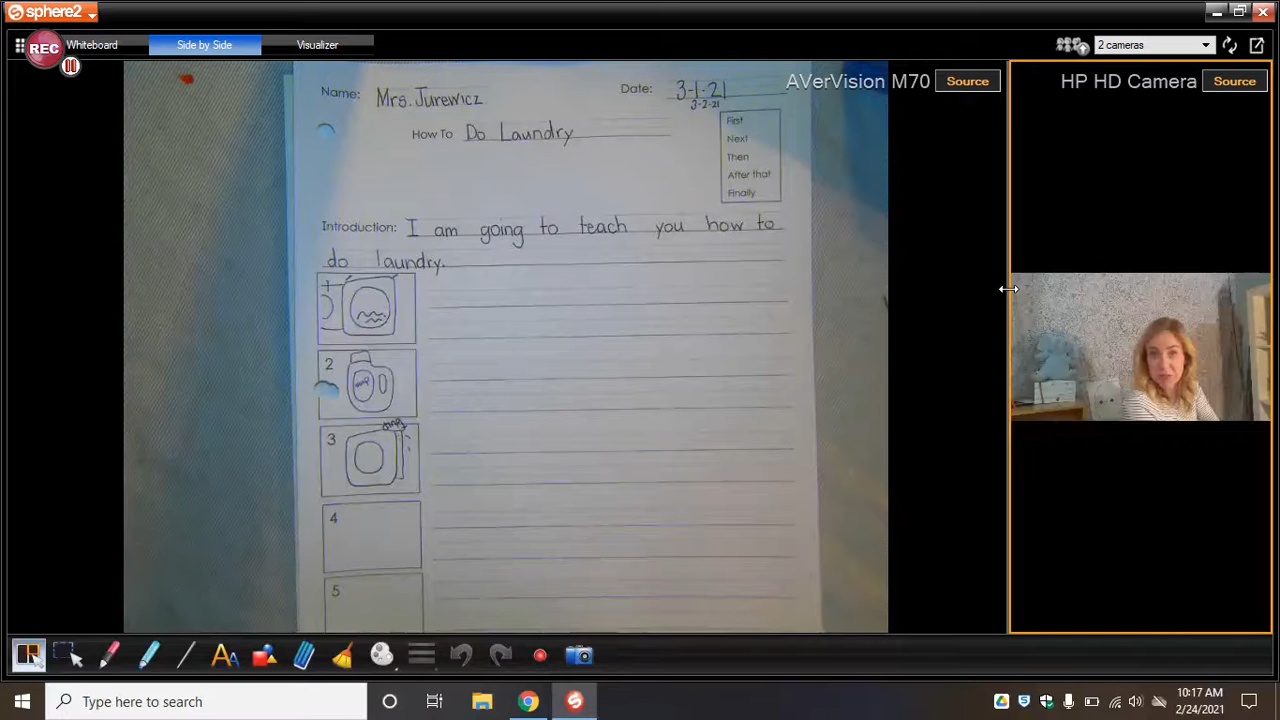 sphere2
REC
Whiteboard
Side by Side
Visualizer
2 cameras
AVerVision M70
Source
HP HD Camera
Source
Name: Mrs. Jurewicz
Date: 3-1-21
3-2-21
How To Do Laundry
First
Next
Then
After that
Finally
Introduction: I am going to teach you how to
do laundry.
1
2
3
4
5
Type here to search
10:17 AM
2/24/2021